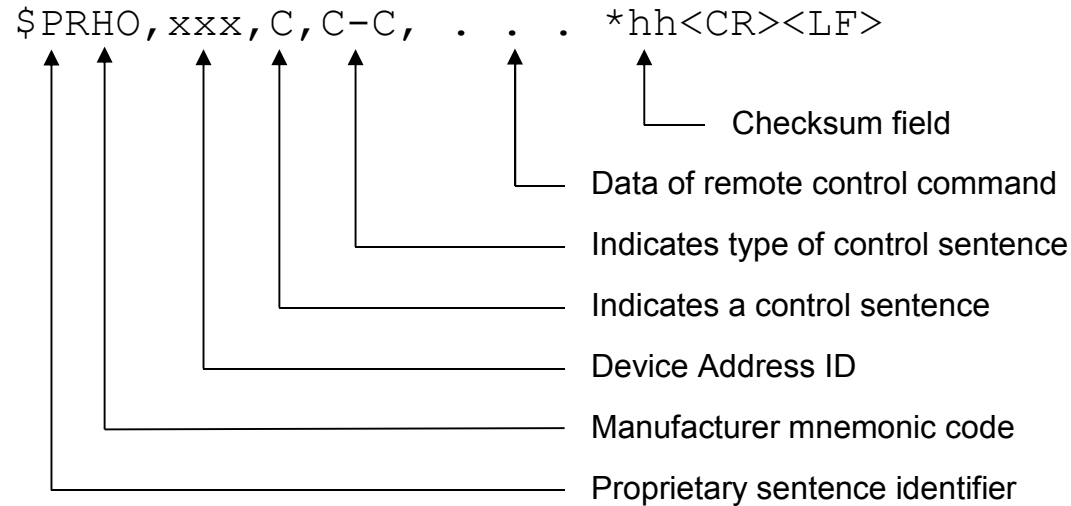 $PRHO,xxx,C,C-C, . . . *hh<CR><LF>
Checksum field
Data of remote control command
Indicates type of control sentence
Indicates a control sentence
Device Address ID
Manufacturer mnemonic code
Proprietary sentence identifier